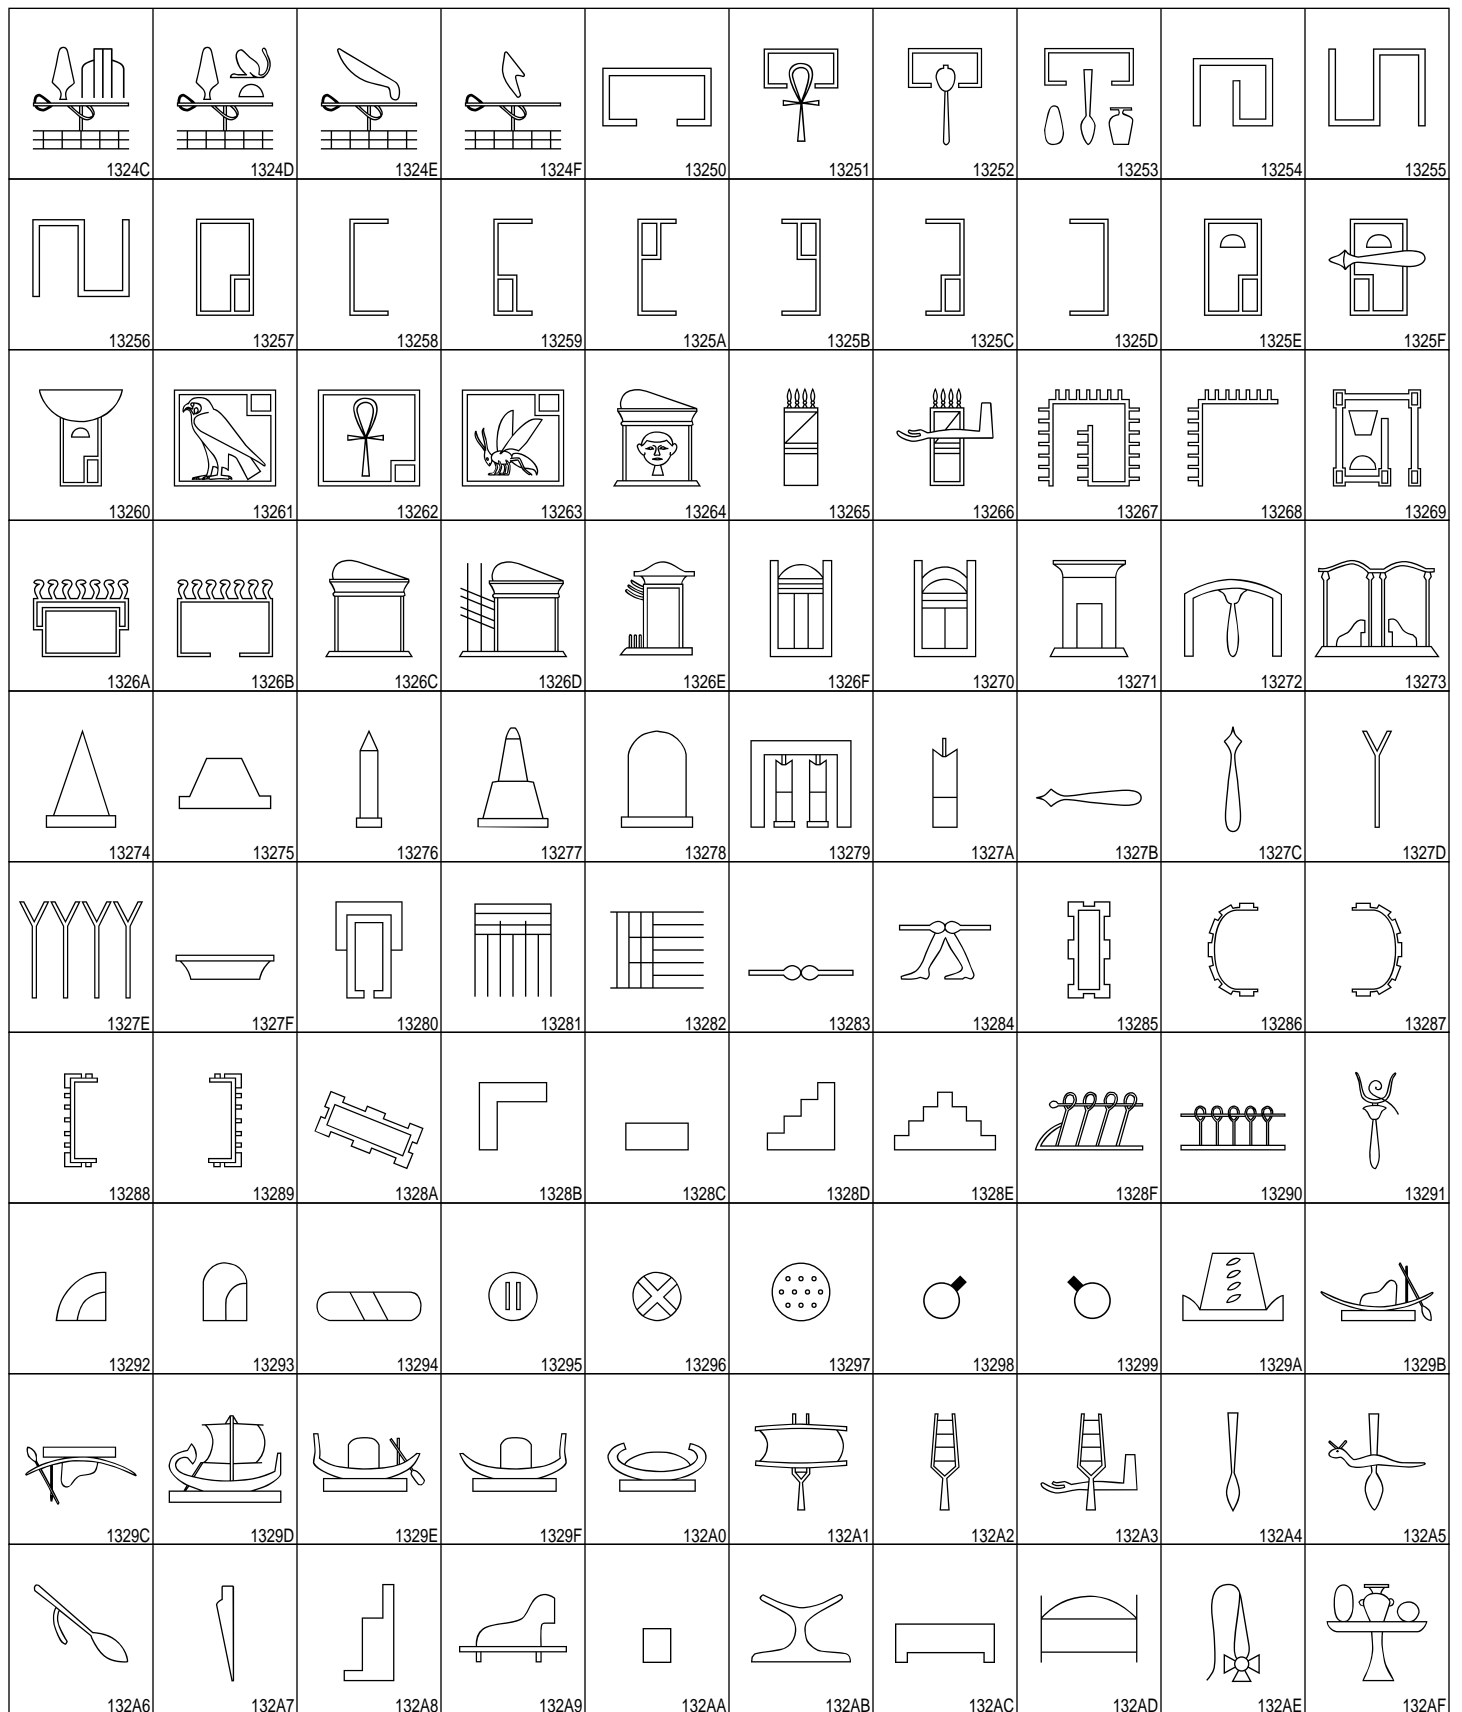 𓉌 𓉍 𓉎 𓉏 𓉐 𓉑 𓉒 𓉓 𓉔 𓉕
1324C 1324D 1324E 1324F 13250 13251 13252 13253 13254 13255
𓉖 𓉗 𓉘 𓉙 𓉚 𓉛 𓉜 𓉝 𓉞 𓉟
13256 13257 13258 13259 1325A 1325B 1325C 1325D 1325E 1325F
𓉠 𓉡 𓉢 𓉣 𓉤 𓉥 𓉦 𓉧 𓉨 𓉩
13260 13261 13262 13263 13264 13265 13266 13267 13268 13269
𓉪 𓉫 𓉬 𓉭 𓉮 𓉯 𓉰 𓉱 𓉲 𓉳
1326A 1326B 1326C 1326D 1326E 1326F 13270 13271 13272 13273
𓉴 𓉵 𓉶 𓉷 𓉸 𓉹 𓉺 𓉻 𓉼 𓉽
13274 13275 13276 13277 13278 13279 1327A 1327B 1327C 1327D
𓉾 𓉿 𓊀 𓊁 𓊂 𓊃 𓊄 𓊅 𓊆 𓊇
1327E 1327F 13280 13281 13282 13283 13284 13285 13286 13287
𓊈 𓊉 𓊊 𓊋 𓊌 𓊍 𓊎 𓊏 𓊐 𓊑
13288 13289 1328A 1328B 1328C 1328D 1328E 1328F 13290 13291
𓊒 𓊓 𓊔 𓊕 𓊖 𓊗 𓊘 𓊙 𓊚 𓊛
13292 13293 13294 13295 13296 13297 13298 13299 1329A 1329B
𓊜 𓊝 𓊞 𓊟 𓊠 𓊡 𓊢 𓊣 𓊤 𓊥
1329C 1329D 1329E 1329F 132A0 132A1 132A2 132A3 132A4 132A5
𓊦 𓊧 𓊨 𓊩 𓊪 𓊫 𓊬 𓊭 𓊮 𓊯
132A6 132A7 132A8 132A9 132AA 132AB 132AC 132AD 132AE 132AF